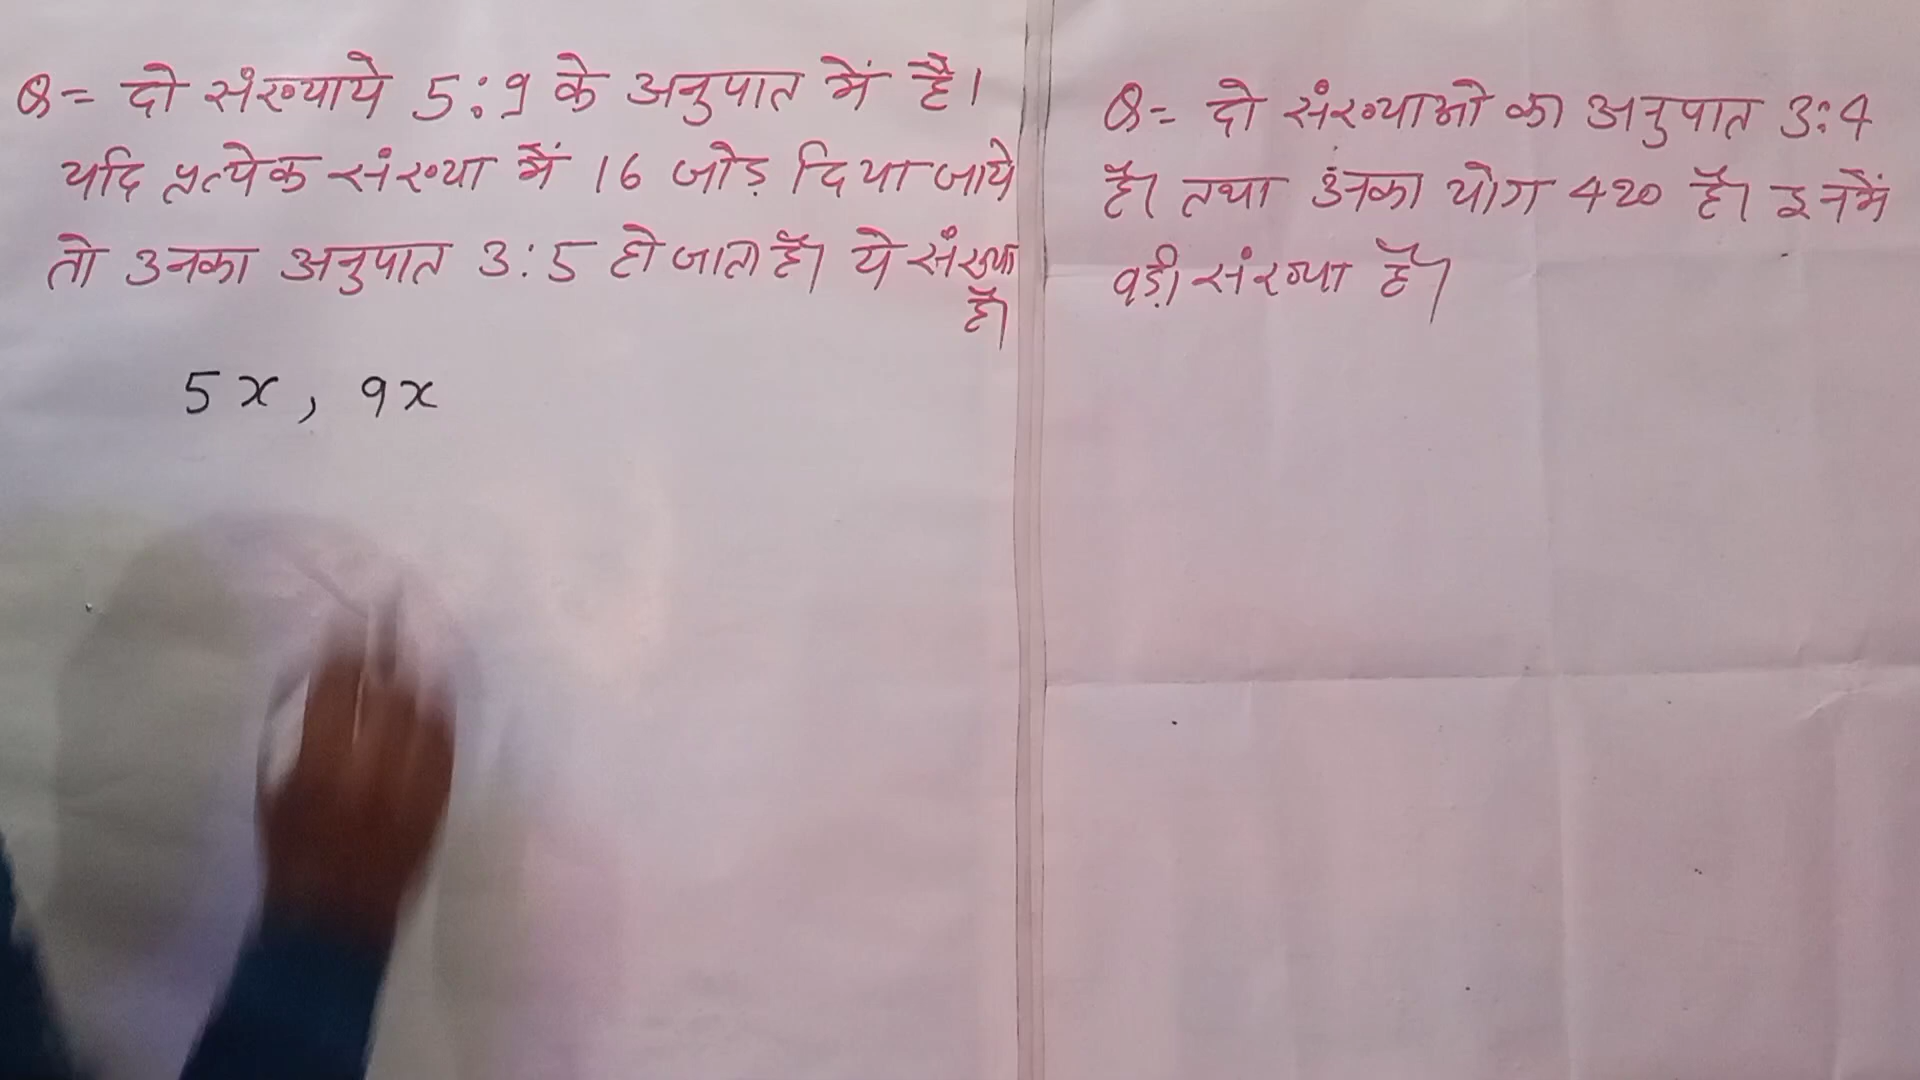 Q= दो संख्याये 5:9 के अनुपात में है।
यदि प्रत्येक संख्या में 16 जोड़ दिया जाये
तो उनका अनुपात 3:5 हो जाता है। ये संख्या
है।
5x, 9x
Q= दो संख्याओ का अनुपात 3:4
है। तथा उनका योग 420 है। इनमें
बड़ी संख्या है।